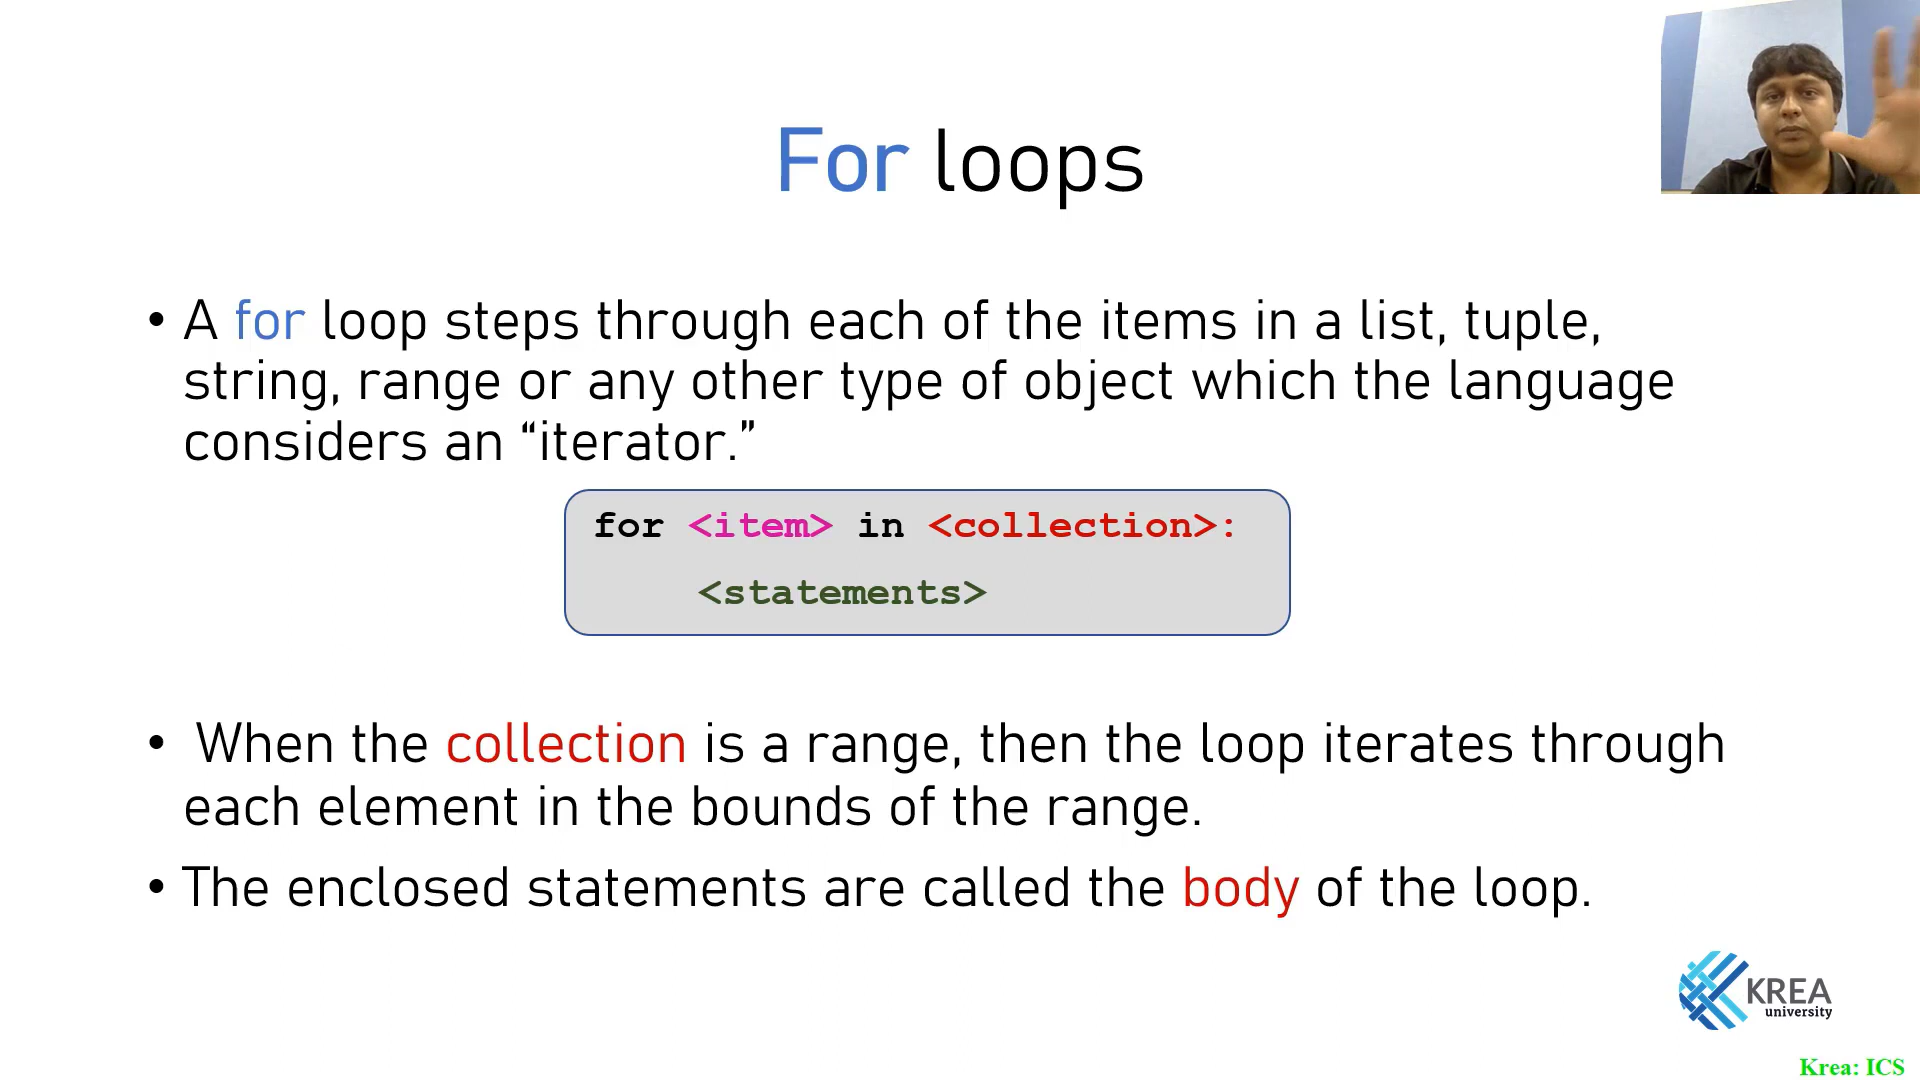 For loops
• A for loop steps through each of the items in a list, tuple,
string, range or any other type of object which the language
considers an “iterator.”
for <item> in <collection>:
<statements>
• When the collection is a range, then the loop iterates through
each element in the bounds of the range.
• The enclosed statements are called the body of the loop.
KREA
university
Krea: ICS